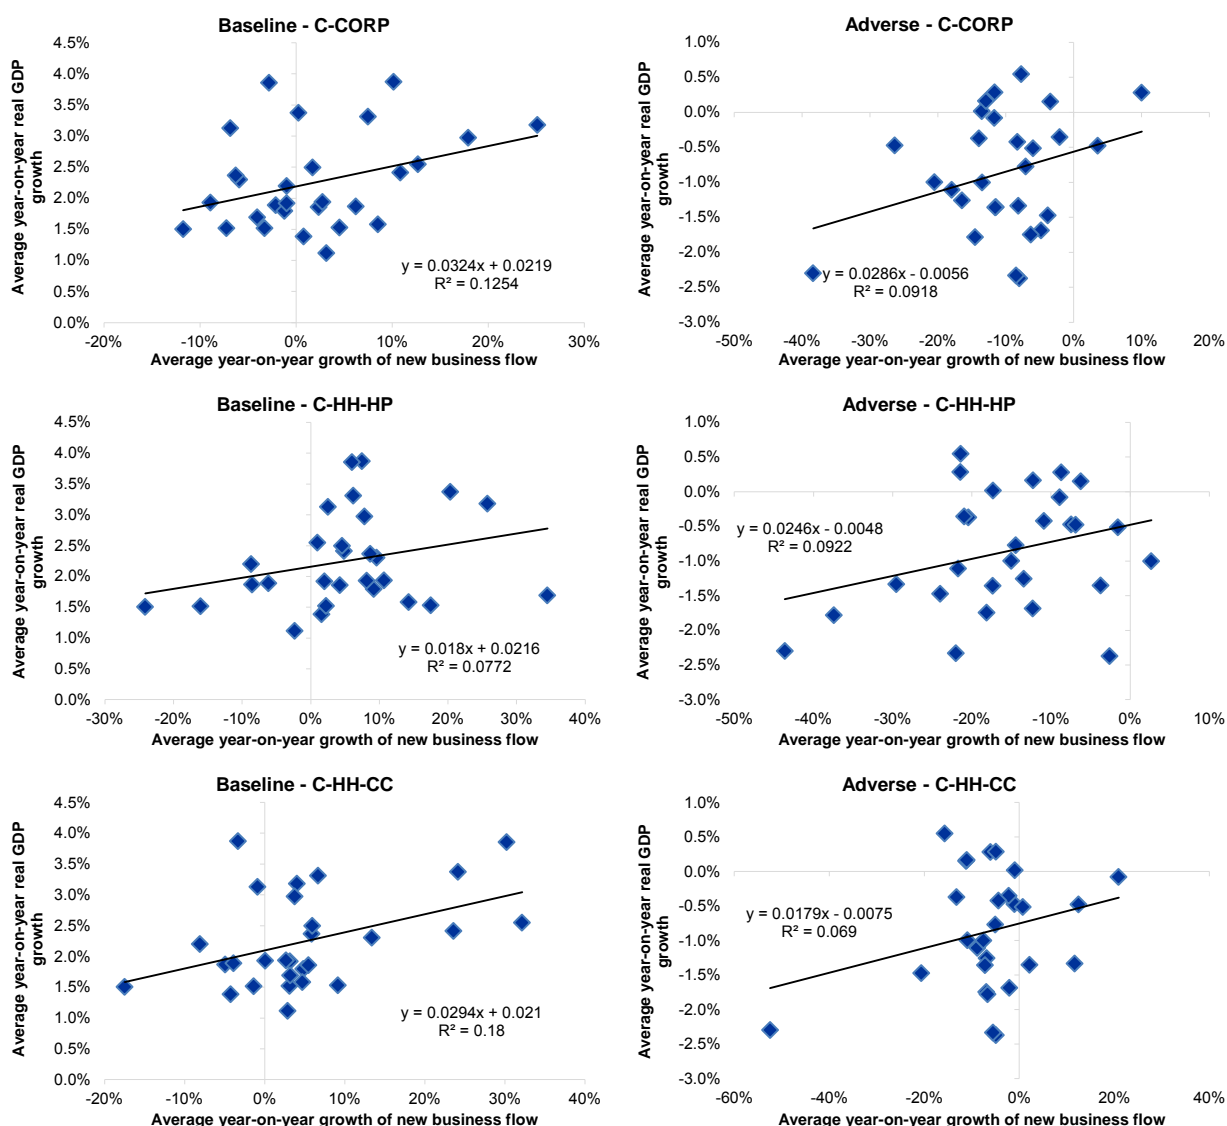 Baseline - C-CORP
Average year-on-year real GDP
growth
4.5%
4.0%
3.5%
3.0%
2.5%
2.0%
1.5%
1.0%
0.5%
0.0%
y = 0.0324x + 0.0219
R² = 0.1254
-20%
-10%
0%
10%
20%
30%
Average year-on-year growth of new business flow
Adverse - C-CORP
Average year-on-year real GDP
growth
1.0%
0.5%
0.0%
-0.5%
-1.0%
-1.5%
-2.0%
-2.5%
-3.0%
y = 0.0286x - 0.0056
R² = 0.0918
-50%
-40%
-30%
-20%
-10%
0%
10%
20%
Average year-on-year growth of new business flow
Baseline - C-HH-HP
Average year-on-year real GDP
growth
4.5%
4.0%
3.5%
3.0%
2.5%
2.0%
1.5%
1.0%
0.5%
0.0%
y = 0.018x + 0.0216
R² = 0.0772
-30%
-20%
-10%
0%
10%
20%
30%
40%
Average year-on-year growth of new business flow
Adverse - C-HH-HP
Average year-on-year real GDP
growth
1.0%
0.5%
0.0%
-0.5%
-1.0%
-1.5%
-2.0%
-2.5%
-3.0%
y = 0.0246x - 0.0048
R² = 0.0922
-50%
-40%
-30%
-20%
-10%
0%
10%
Average year-on-year growth of new business flow
Baseline - C-HH-CC
Average year-on-year real GDP
growth
4.5%
4.0%
3.5%
3.0%
2.5%
2.0%
1.5%
1.0%
0.5%
0.0%
y = 0.0294x + 0.021
R² = 0.18
-20%
-10%
0%
10%
20%
30%
40%
Average year-on-year growth of new business flow
Adverse - C-HH-CC
Average year-on-year real GDP
growth
1.0%
0.5%
0.0%
-0.5%
-1.0%
-1.5%
-2.0%
-2.5%
-3.0%
y = 0.0179x - 0.0075
R² = 0.069
-60%
-40%
-20%
0%
20%
40%
Average year-on-year growth of new business flow